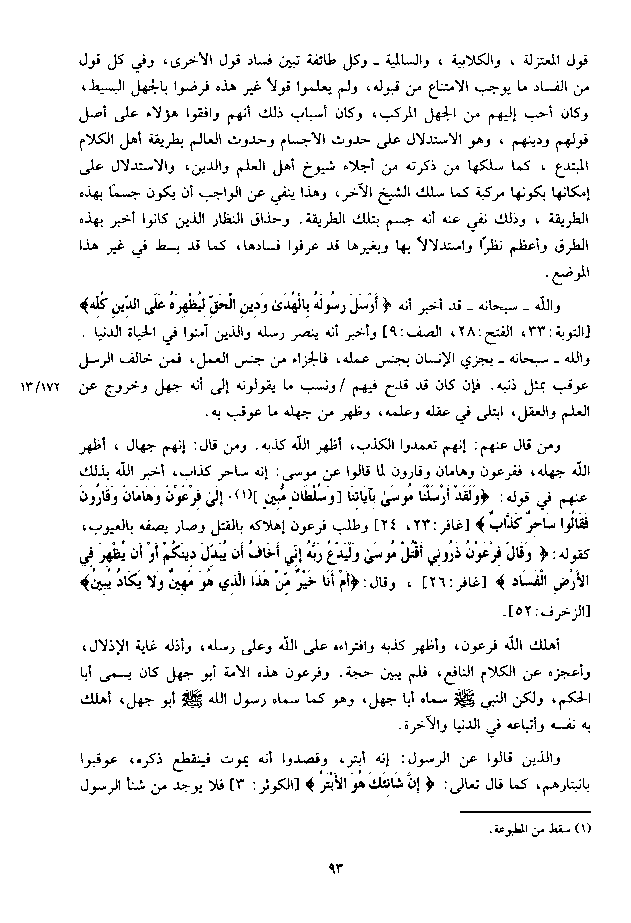 قول المعتزلة ، والكلابية ، والسالمية ـ وكل طائفة تبين فساد قول الأخرى، وفي كل قول
من الفساد ما يوجب الامتناع من قبوله، ولم يعلموا قولاً غير هذه فرضوا بالجهل البسيط،
وكان أحب إليهم من الجهل المركب، وكان أسباب ذلك أنهم وافقوا هؤلاء على أصل
قولهم ودينهم ، وهو الاستدلال على حدوث الأجسام وحدوث العالم بطريقة أهل الكلام
المبتدع ، كما سلكها من ذكرته من أجلاء شيوخ أهل العلم والدين، والاستدلال على
إمكانها بكونها مركبة كما سلك الشيخ الآخر، وهذا ينفي عن الواجب أن يكون جسمًا بهذه
الطريقة ، وذلك نفي عنه أنه جسم بتلك الطريقة. وحذاق النظار الذين كانوا أخبر بهذه
الطرق وأعظم نظرًا واستدلالاً بها وبغيرها قد عرفوا فسادها، كما قد بسط في غير هذا
الموضع.
والله ـ سبحانه ـ قد أخبر أنه ﴿ أَرْسَلَ رَسُولَهُ بِالْهُدَىٰ وَدِينِ الْحَقِّ لِيُظْهِرَهُ عَلَى الدِّينِ كُلِّهِ﴾
[التوبة:٣٣، الفتح:٢٨، الصف:٩] وأخبر أنه ينصر رسله والذين آمنوا في الحياة الدنيا .
والله ـ سبحانه ـ يجزي الإنسان بجنس عمله، فالجزاء من جنس العمل، فمن خالف الرسل
عوقب بمثل ذنبه. فإن كان قد قدح فيهم /ونسب ما يقولونه إلى أنه جهل وخروج عن ١٣/١٧٢
العلم والعقل، ابتلى في عقله وعلمه، وظهر من جهله ما عوقب به.
ومن قال عنهم: إنهم تعمدوا الكذب، أظهر الله كذبه. ومن قال: إنهم جهال ، أظهر
الله جهله، ففرعون وهامان وقارون لما قالوا عن موسى: إنه ساحر كذاب، أخبر الله بذلك
عنهم في قوله: ﴿وَلَقَدْ أَرْسَلْنَا مُوسَىٰ بِآيَاتِنَا [وَسُلْطَانٍ مُّبِينٍ ](١). إِلَىٰ فِرْعَوْنَ وَهَامَانَ وَقَارُونَ
فَقَالُوا سَاحِرٌ كَذَّابٌ ﴾ [غافر:٢٣، ٢٤] وطلب فرعون إهلاكه بالقتل وصار يصفه بالعيوب،
كقوله: ﴿ وَقَالَ فِرْعَوْنُ ذَرُونِي أَقْتُلْ مُوسَىٰ وَلْيَدْعُ رَبَّهُ إِنِّي أَخَافُ أَن يُبَدِّلَ دِينَكُمْ أَوْ أَن يُظْهِرَ فِي
الأَرْضِ الْفَسَادَ ﴾ [غافر:٢٦] ، وقال:﴿أَمْ أَنَا خَيْرٌ مِّنْ هَذَا الَّذِي هُوَ مَهِينٌ وَلا يَكَادُ يُبِينُ﴾
[الزخرف:٥٢].
أهلك الله فرعون، وأظهر كذبه وافتراءه على الله وعلى رسله، وأذله غاية الإذلال،
وأعجزه عن الكلام النافع، فلم يبين حجة. وفرعون هذه الأمة أبو جهل كان يسمى أبا
الحكم، ولكن النبي ﷺ سماه أبا جهل، وهو كما سماه رسول الله ﷺ أبو جهل، أهلك
به نفسه وأتباعه في الدنيا والآخرة.
والذين قالوا عن الرسول: إنه أبتر، وقصدوا أنه يموت فينقطع ذكره، عوقبوا
بانبتارهم، كما قال تعالى: ﴿ إِنَّ شَانِئَكَ هُوَ الأَبْتَرُ ﴾ [الكوثر: ٣] فلا يوجد من شنأ الرسول
(١) سقط من المطبوعة.
٩٣